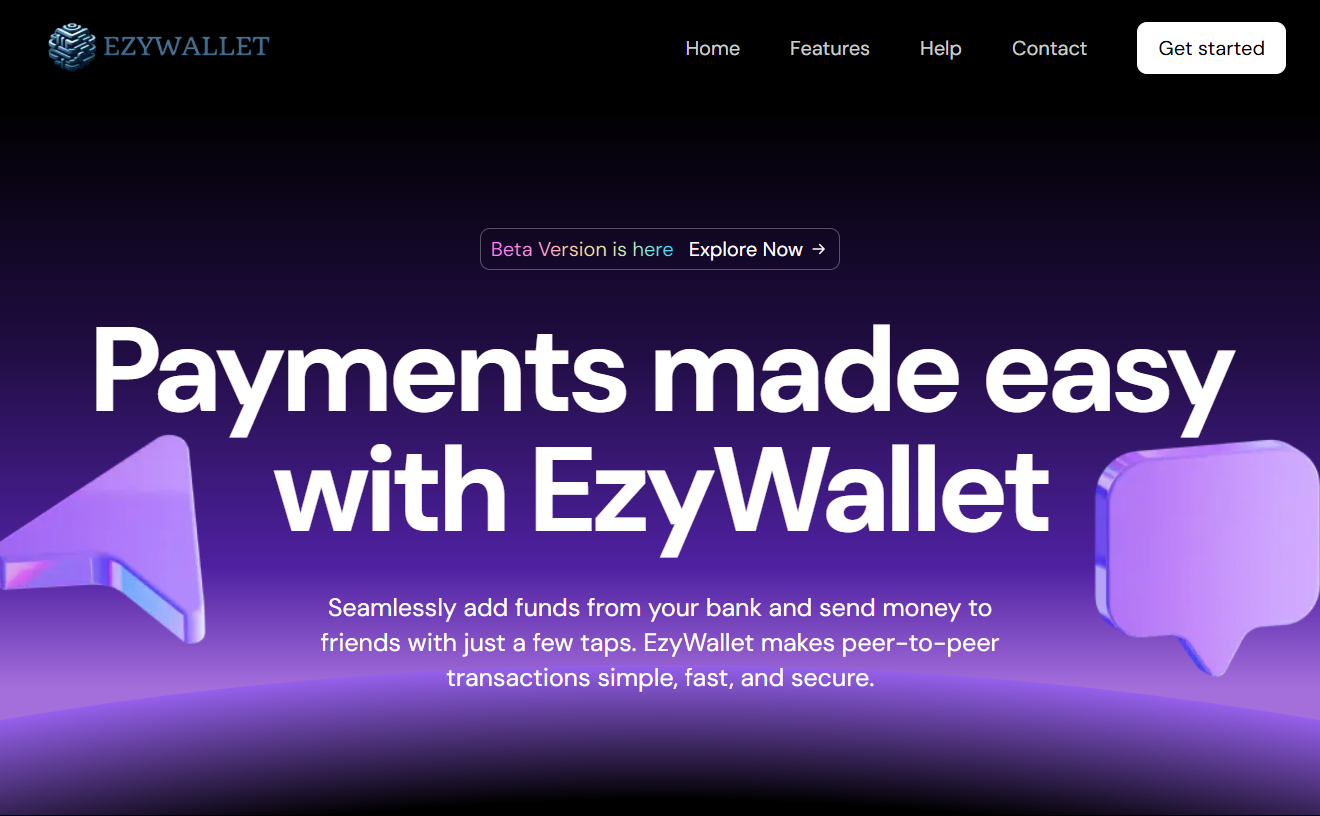 EZYWALLET
Home
Features
Help
Contact
Get started
Beta Version is here Explore Now →
Payments made easy
with EzyWallet
Seamlessly add funds from your bank and send money to
friends with just a few taps. EzyWallet makes peer-to-peer
transactions simple, fast, and secure.